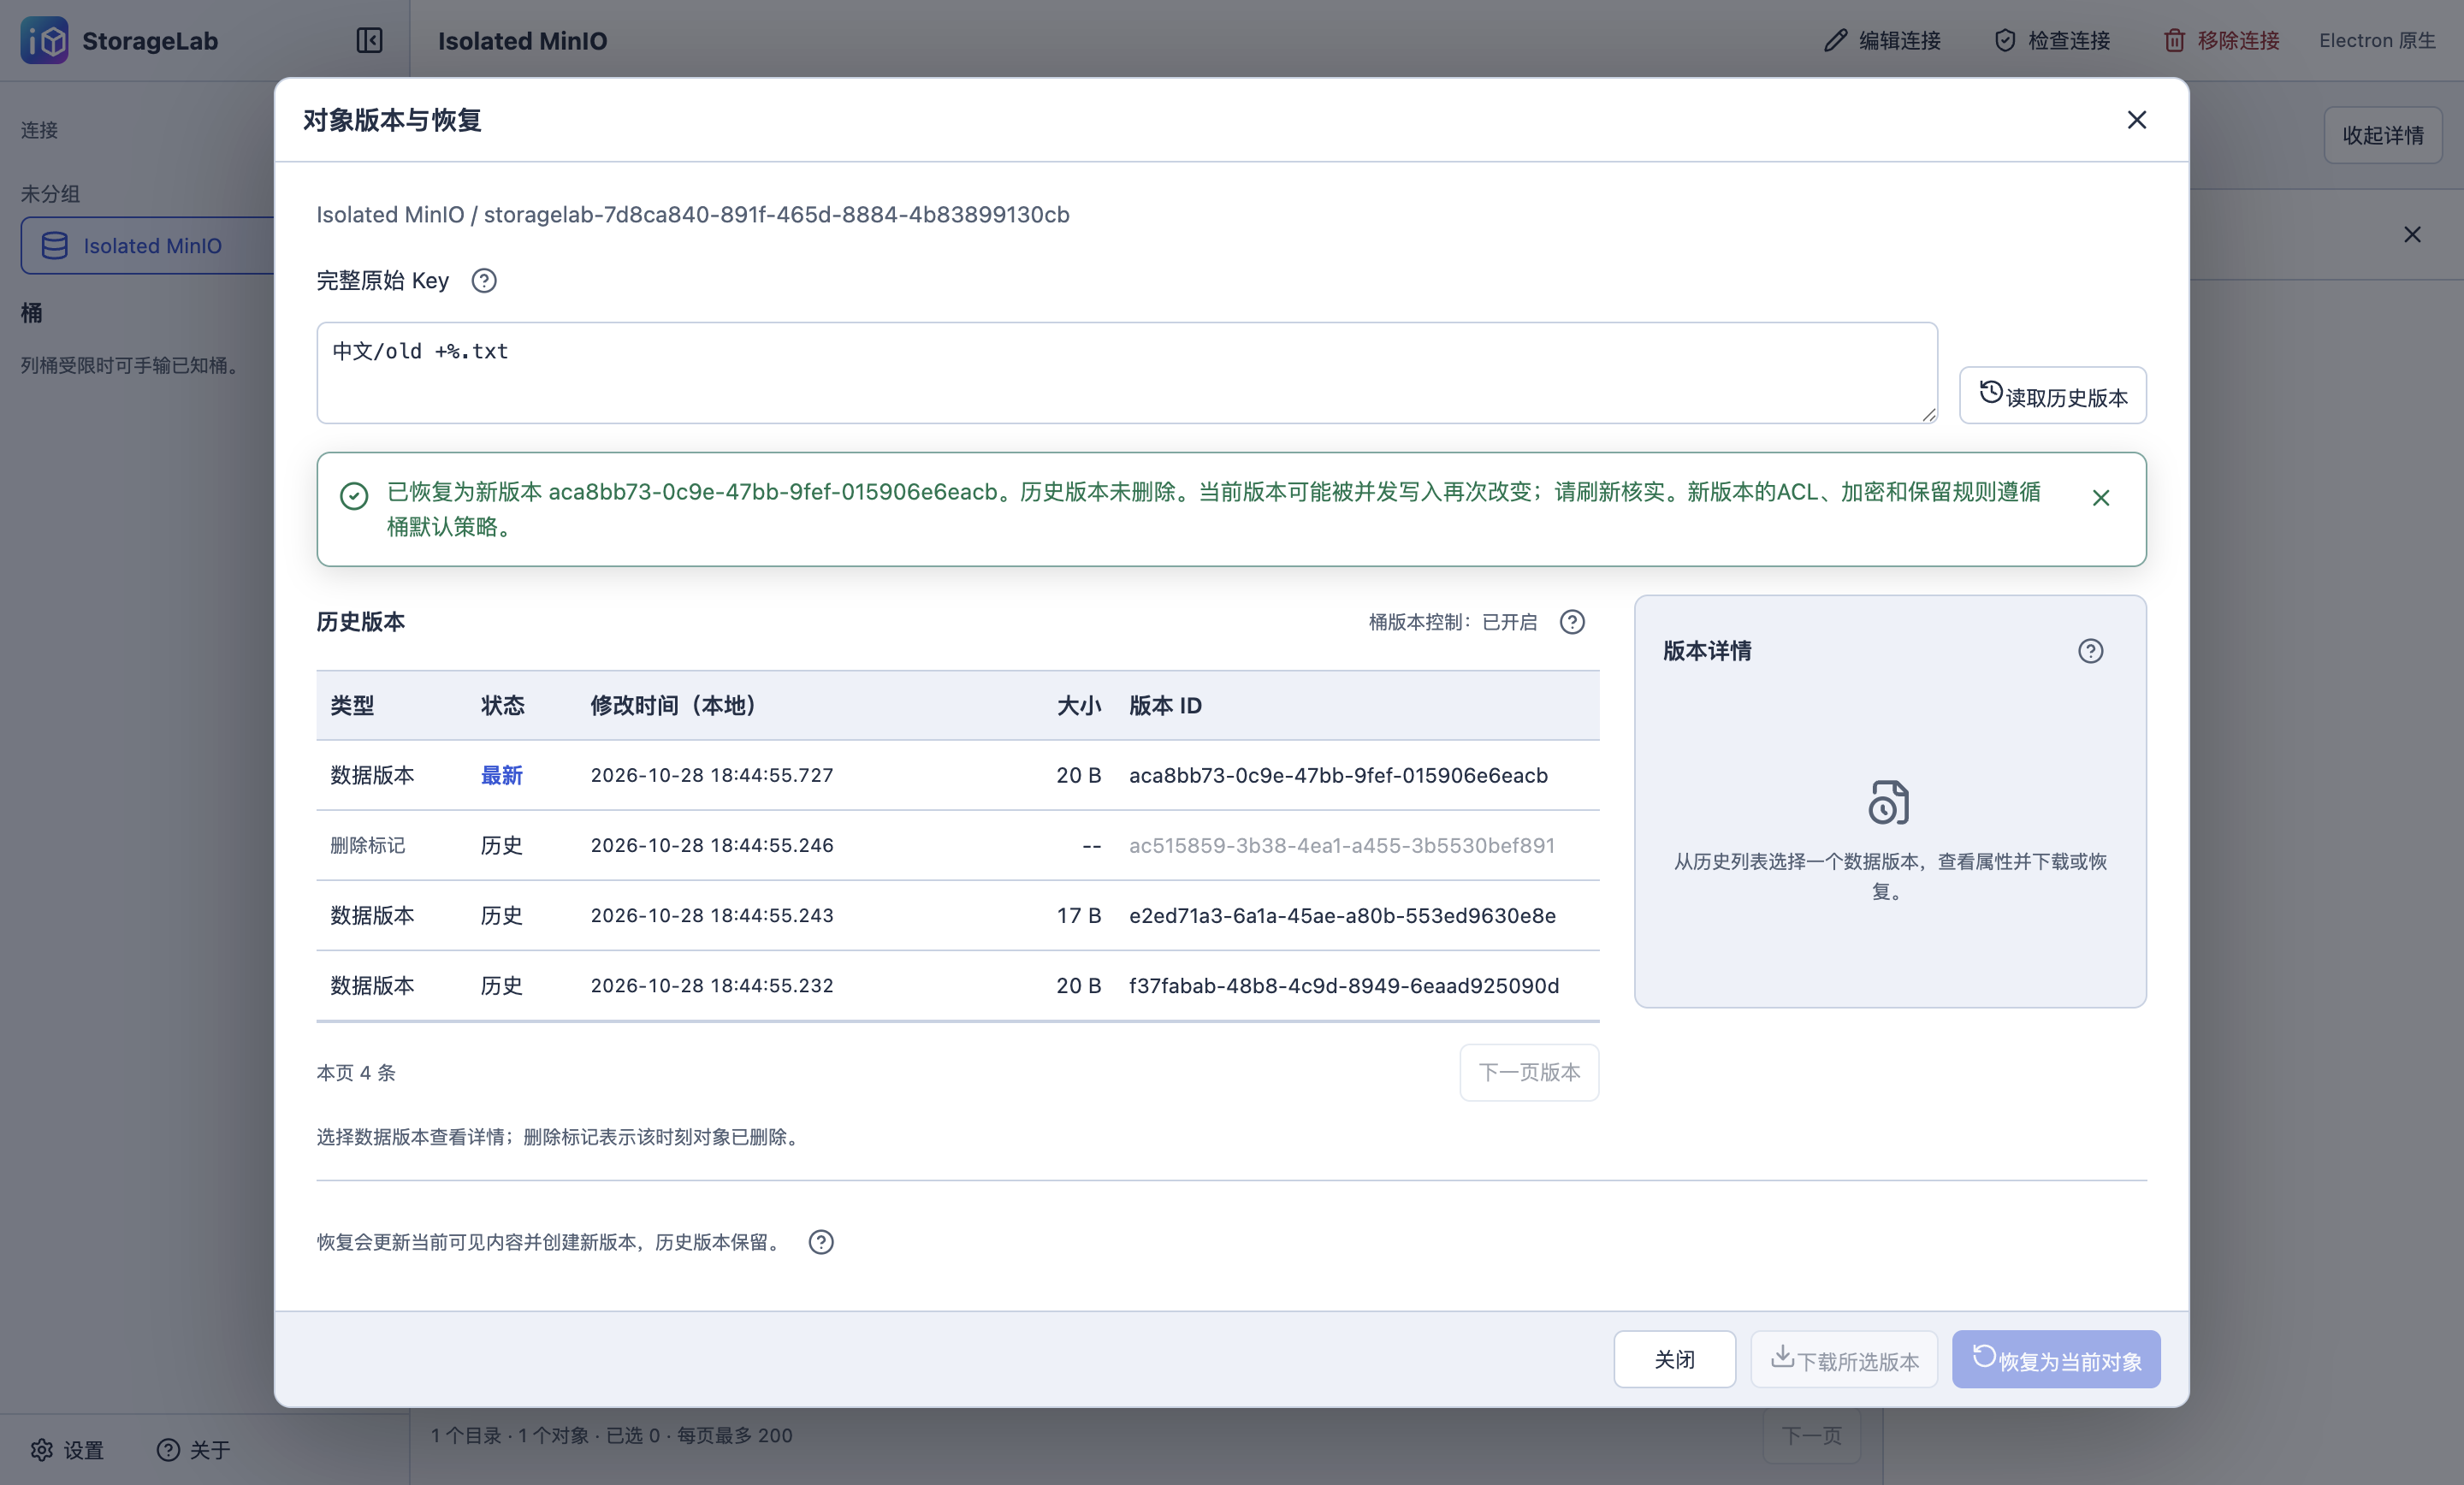 StorageLab
Isolated MinIO
编辑连接
检查连接
移除连接
Electron 原生
连接
未分组
Isolated MinIO
桶
列桶受限时可手输已知桶。
收起详情
对象版本与恢复
Isolated MinIO / storagelab-7d8ca840-891f-465d-8884-4b83899130cb
完整原始 Key
中文/old +%.txt
读取历史版本
已恢复为新版本 aca8bb73-0c9e-47bb-9fef-015906e6eacb。历史版本未删除。当前版本可能被并发写入再次改变；请刷新核实。新版本的ACL、加密和保留规则遵循
桶默认策略。
历史版本
桶版本控制：已开启
类型 状态 修改时间（本地） 大小 版本 ID
数据版本 最新 2026-10-28 18:44:55.727 20 B aca8bb73-0c9e-47bb-9fef-015906e6eacb
删除标记 历史 2026-10-28 18:44:55.246 -- ac515859-3b38-4ea1-a455-3b5530bef891
数据版本 历史 2026-10-28 18:44:55.243 17 B e2ed71a3-6a1a-45ae-a80b-553ed9630e8e
数据版本 历史 2026-10-28 18:44:55.232 20 B f37fabab-48b8-4c9d-8949-6eaad925090d
本页 4 条
下一页版本
选择数据版本查看详情；删除标记表示该时刻对象已删除。
版本详情
从历史列表选择一个数据版本，查看属性并下载或恢
复。
恢复会更新当前可见内容并创建新版本，历史版本保留。
关闭
下载所选版本
恢复为当前对象
设置
关于
1 个目录 · 1 个对象 · 已选 0 · 每页最多 200
下一页